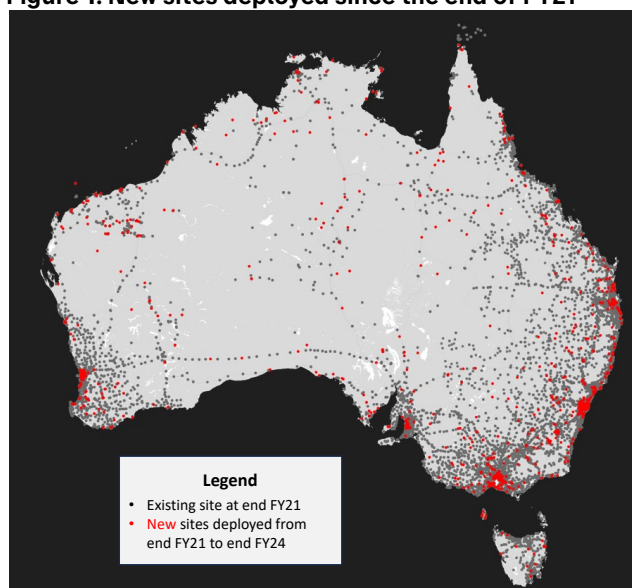 Figure 1: New sites deployed since the end of FY21
Legend
• Existing site at end FY21
• New sites deployed from
end FY21 to end FY24